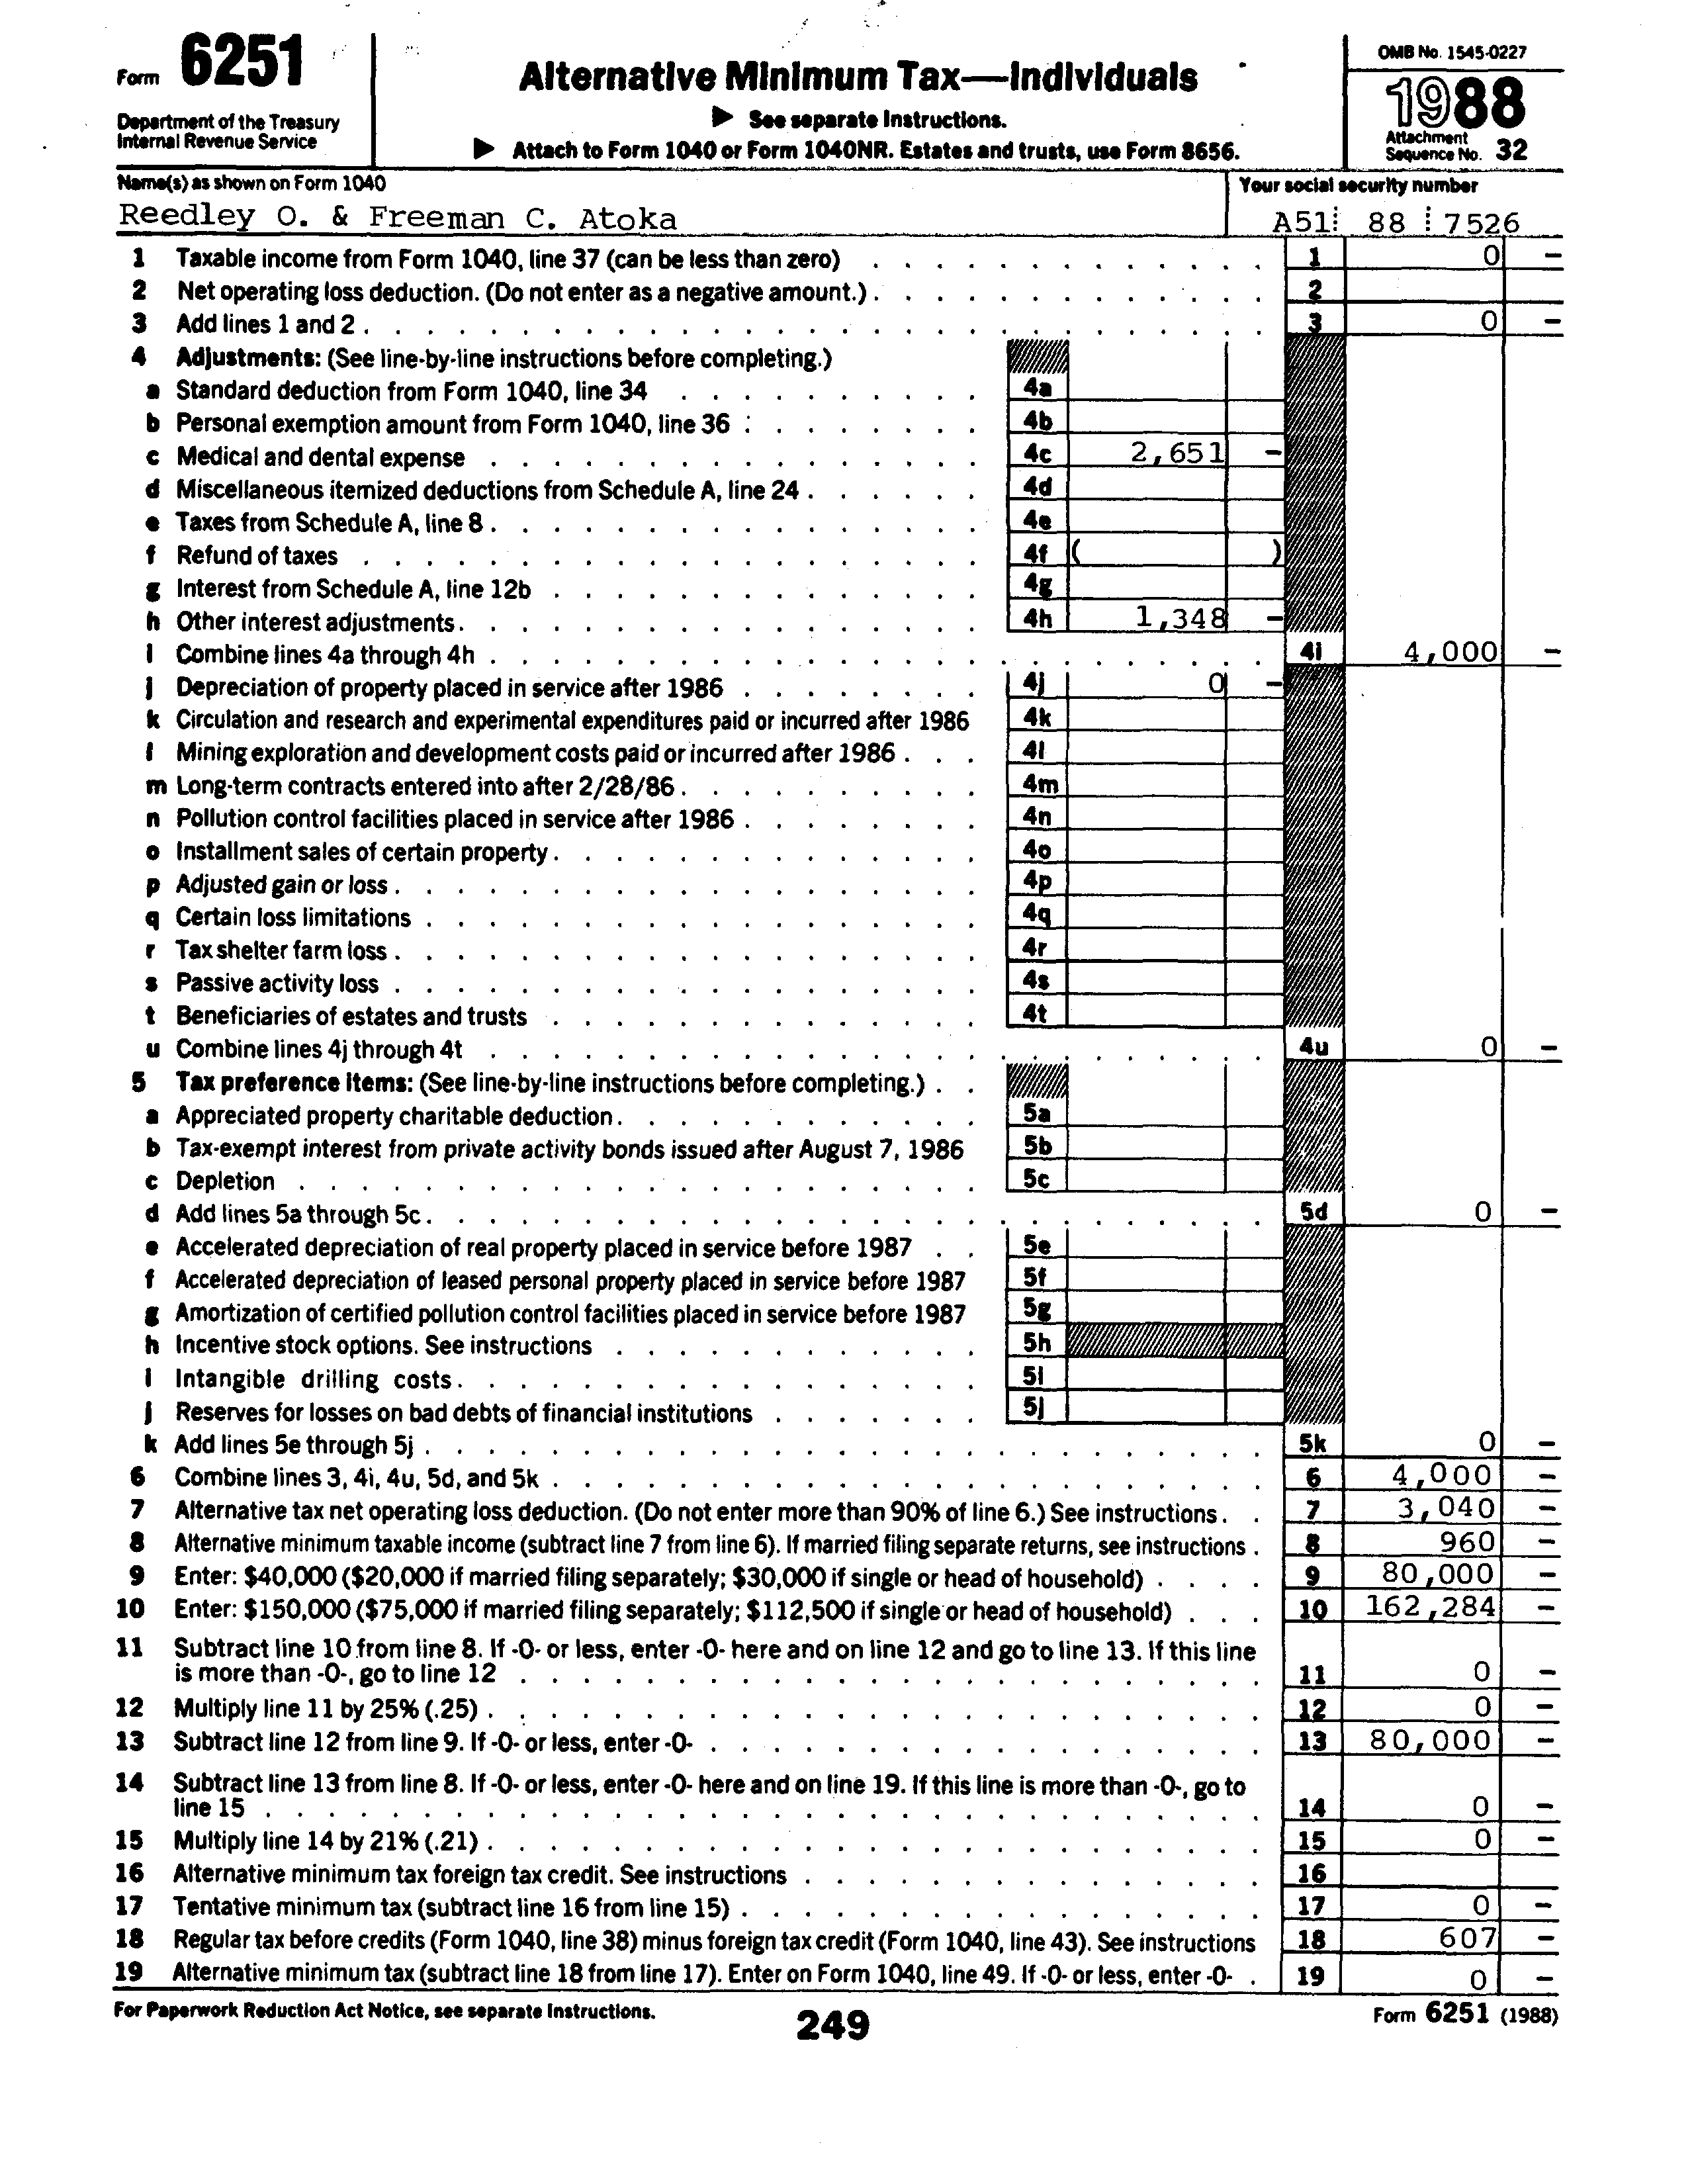 Form 6251
Department of the Treasury
Internal Revenue Service
Alternative Minimum Tax—Individuals
▶ See separate Instructions.
▶ Attach to Form 1040 or Form 1040NR. Estates and trusts, use Form 8656.
OMB No. 1545-0227
1988
Attachment
Sequence No. 32
Name(s) as shown on Form 1040
Reedley O. & Freeman C. Atoka
Your social security number
A51 88 7526
1 Taxable income from Form 1040, line 37 (can be less than zero) 1 0 –
2 Net operating loss deduction. (Do not enter as a negative amount.) 2
3 Add lines 1 and 2 3 0 –
4 Adjustments: (See line-by-line instructions before completing.)
a Standard deduction from Form 1040, line 34 4a
b Personal exemption amount from Form 1040, line 36 4b
c Medical and dental expense 4c 2,651 –
d Miscellaneous itemized deductions from Schedule A, line 24 4d
e Taxes from Schedule A, line 8 4e
f Refund of taxes 4f ( )
g Interest from Schedule A, line 12b 4g
h Other interest adjustments 4h 1,348 –
i Combine lines 4a through 4h 4i 4,000 –
j Depreciation of property placed in service after 1986 4j 0 –
k Circulation and research and experimental expenditures paid or incurred after 1986 4k
l Mining exploration and development costs paid or incurred after 1986 4l
m Long-term contracts entered into after 2/28/86 4m
n Pollution control facilities placed in service after 1986 4n
o Installment sales of certain property 4o
p Adjusted gain or loss 4p
q Certain loss limitations 4q
r Tax shelter farm loss 4r
s Passive activity loss 4s
t Beneficiaries of estates and trusts 4t
u Combine lines 4j through 4t 4u 0 –
5 Tax preference items: (See line-by-line instructions before completing.)
a Appreciated property charitable deduction 5a
b Tax-exempt interest from private activity bonds issued after August 7, 1986 5b
c Depletion 5c
d Add lines 5a through 5c 5d 0 –
e Accelerated depreciation of real property placed in service before 1987 5e
f Accelerated depreciation of leased personal property placed in service before 1987 5f
g Amortization of certified pollution control facilities placed in service before 1987 5g
h Incentive stock options. See instructions 5h
i Intangible drilling costs 5i
j Reserves for losses on bad debts of financial institutions 5j
k Add lines 5e through 5j 5k 0 –
6 Combine lines 3, 4i, 4u, 5d, and 5k 6 4,000 –
7 Alternative tax net operating loss deduction. (Do not enter more than 90% of line 6.) See instructions 7 3,040 –
8 Alternative minimum taxable income (subtract line 7 from line 6). If married filing separate returns, see instructions 8 960 –
9 Enter: $40,000 ($20,000 if married filing separately; $30,000 if single or head of household) 9 80,000 –
10 Enter: $150,000 ($75,000 if married filing separately; $112,500 if single or head of household) 10 162,284 –
11 Subtract line 10 from line 8. If -0- or less, enter -0- here and on line 12 and go to line 13. If this line
is more than -0-, go to line 12 11 0 –
12 Multiply line 11 by 25% (.25) 12 0 –
13 Subtract line 12 from line 9. If -0- or less, enter -0- 13 80,000 –
14 Subtract line 13 from line 8. If -0- or less, enter -0- here and on line 19. If this line is more than -0-, go to
line 15 14 0 –
15 Multiply line 14 by 21% (.21) 15 0 –
16 Alternative minimum tax foreign tax credit. See instructions 16
17 Tentative minimum tax (subtract line 16 from line 15) 17 0 –
18 Regular tax before credits (Form 1040, line 38) minus foreign tax credit (Form 1040, line 43). See instructions 18 607 –
19 Alternative minimum tax (subtract line 18 from line 17). Enter on Form 1040, line 49. If -0- or less, enter -0- 19 0 –
For Paperwork Reduction Act Notice, see separate Instructions.
249
Form 6251 (1988)